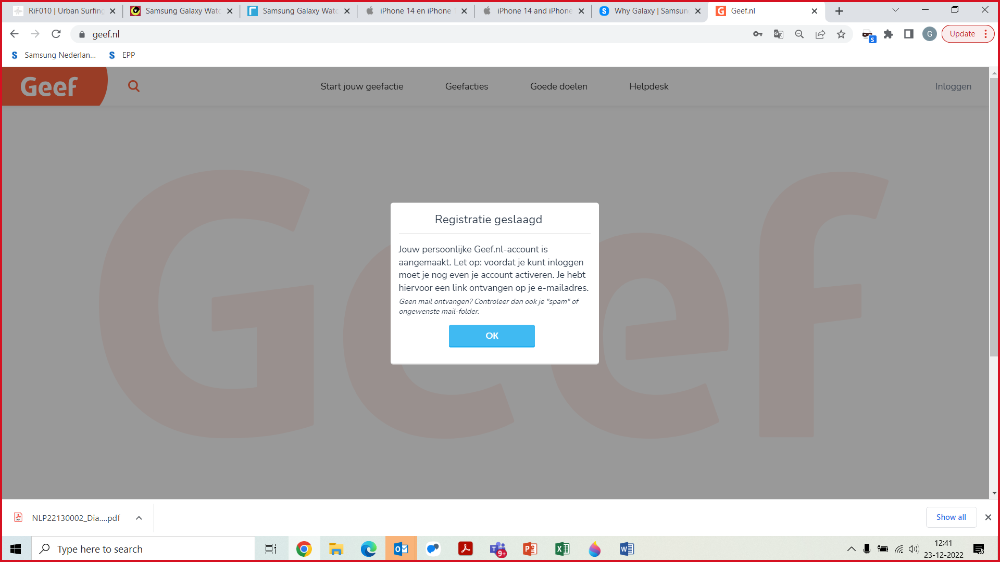 RiF010 | Urban Surfing
Samsung Galaxy Watc
Samsung Galaxy Watc
iPhone 14 en iPhone
iPhone 14 and iPhone
Why Galaxy | Samsung
Geef.nl
geef.nl
G
Update
Samsung Nederlan...
EPP
Geef
Start jouw geefactie
Geefacties
Goede doelen
Helpdesk
Inloggen
Geef
Registratie geslaagd
Jouw persoonlijke Geef.nl-account is
aangemaakt. Let op: voordat je kunt inloggen
moet je nog even je account activeren. Je hebt
hiervoor een link ontvangen op je e-mailadres.
Geen mail ontvangen? Controleer dan ook je "spam" of
ongewenste mail-folder.
OK
NLP22130002_Dia....pdf
Show all
Type here to search
9+
12:41
23-12-2022